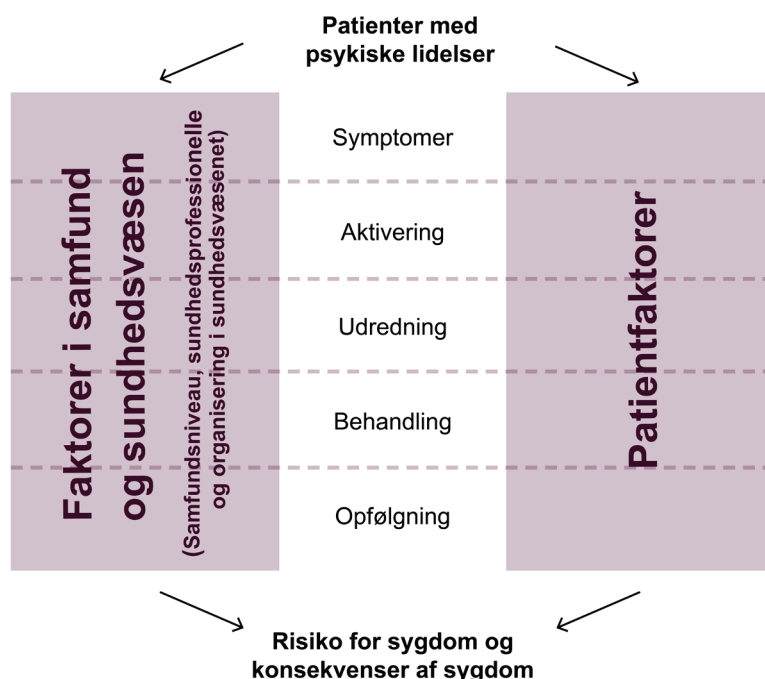 Patienter med
psykiske lidelser
Faktorer i samfund
og sundhedsvæsen
(Samfundsniveau, sundhedsprofessionelle
og organisering i sundhedsvæsenet)
Symptomer
Aktivering
Udredning
Behandling
Opfølgning
Patientfaktorer
Risiko for sygdom og
konsekvenser af sygdom